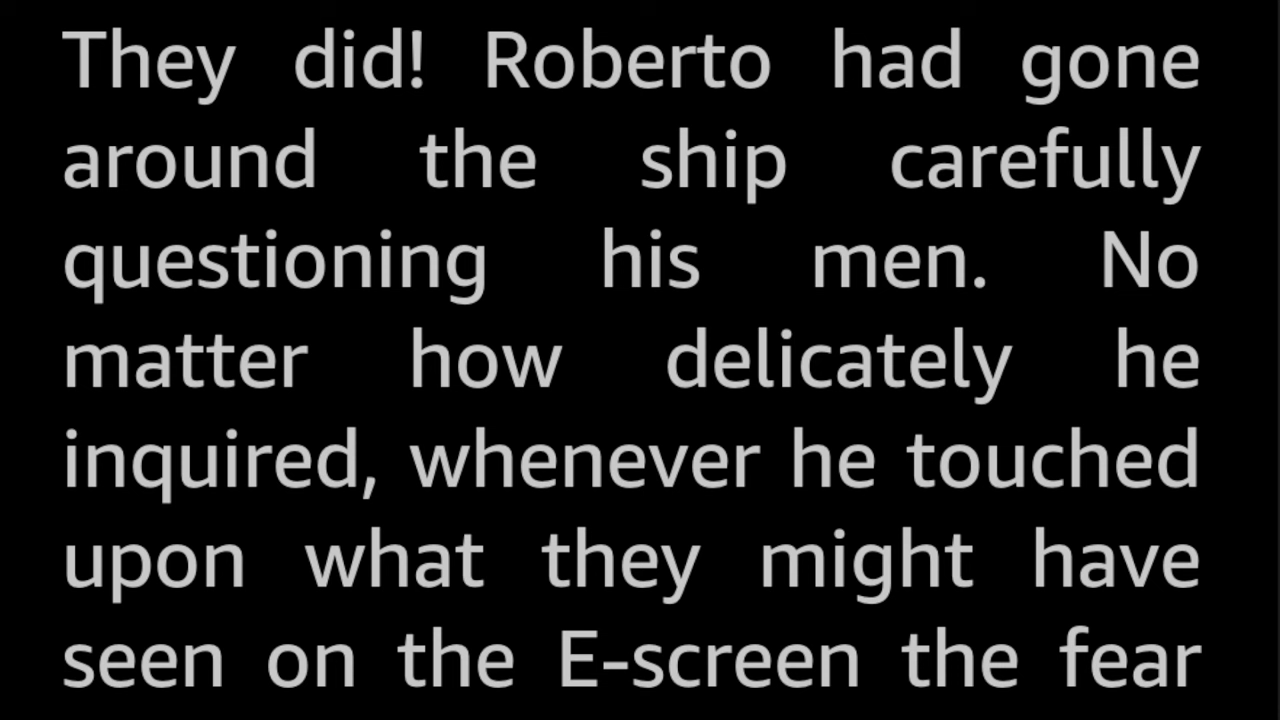 They did! Roberto had gone
around the ship carefully
questioning his men. No
matter how delicately he
inquired, whenever he touched
upon what they might have
seen on the E-screen the fear